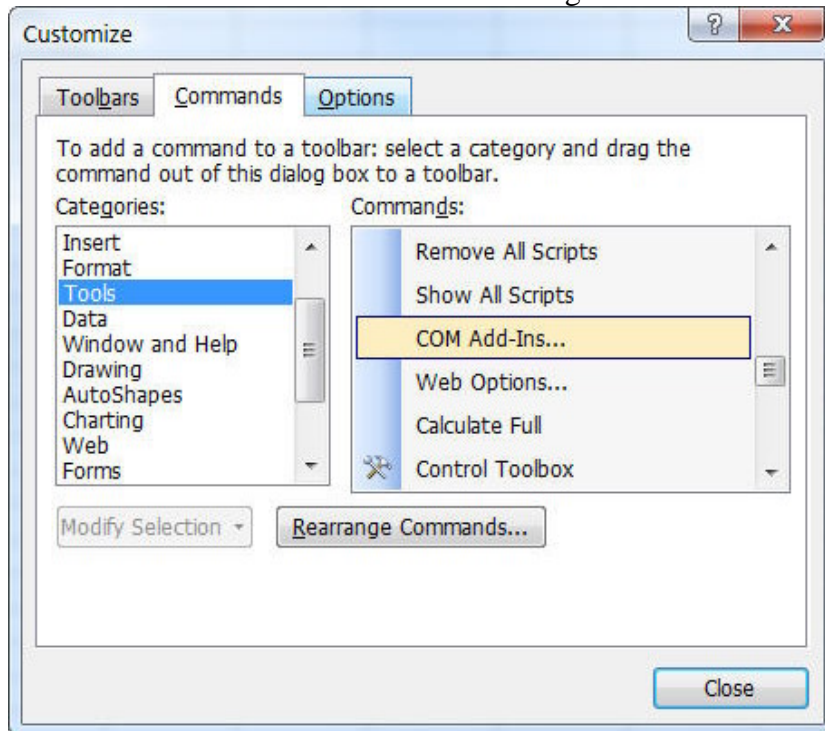 Customize
Toolbars Commands Options
To add a command to a toolbar: select a category and drag the
command out of this dialog box to a toolbar.
Categories: Commands:
Insert
Format
Tools
Data
Window and Help
Drawing
AutoShapes
Charting
Web
Forms
Remove All Scripts
Show All Scripts
COM Add-Ins...
Web Options...
Calculate Full
Control Toolbox
Modify Selection Rearrange Commands...
Close